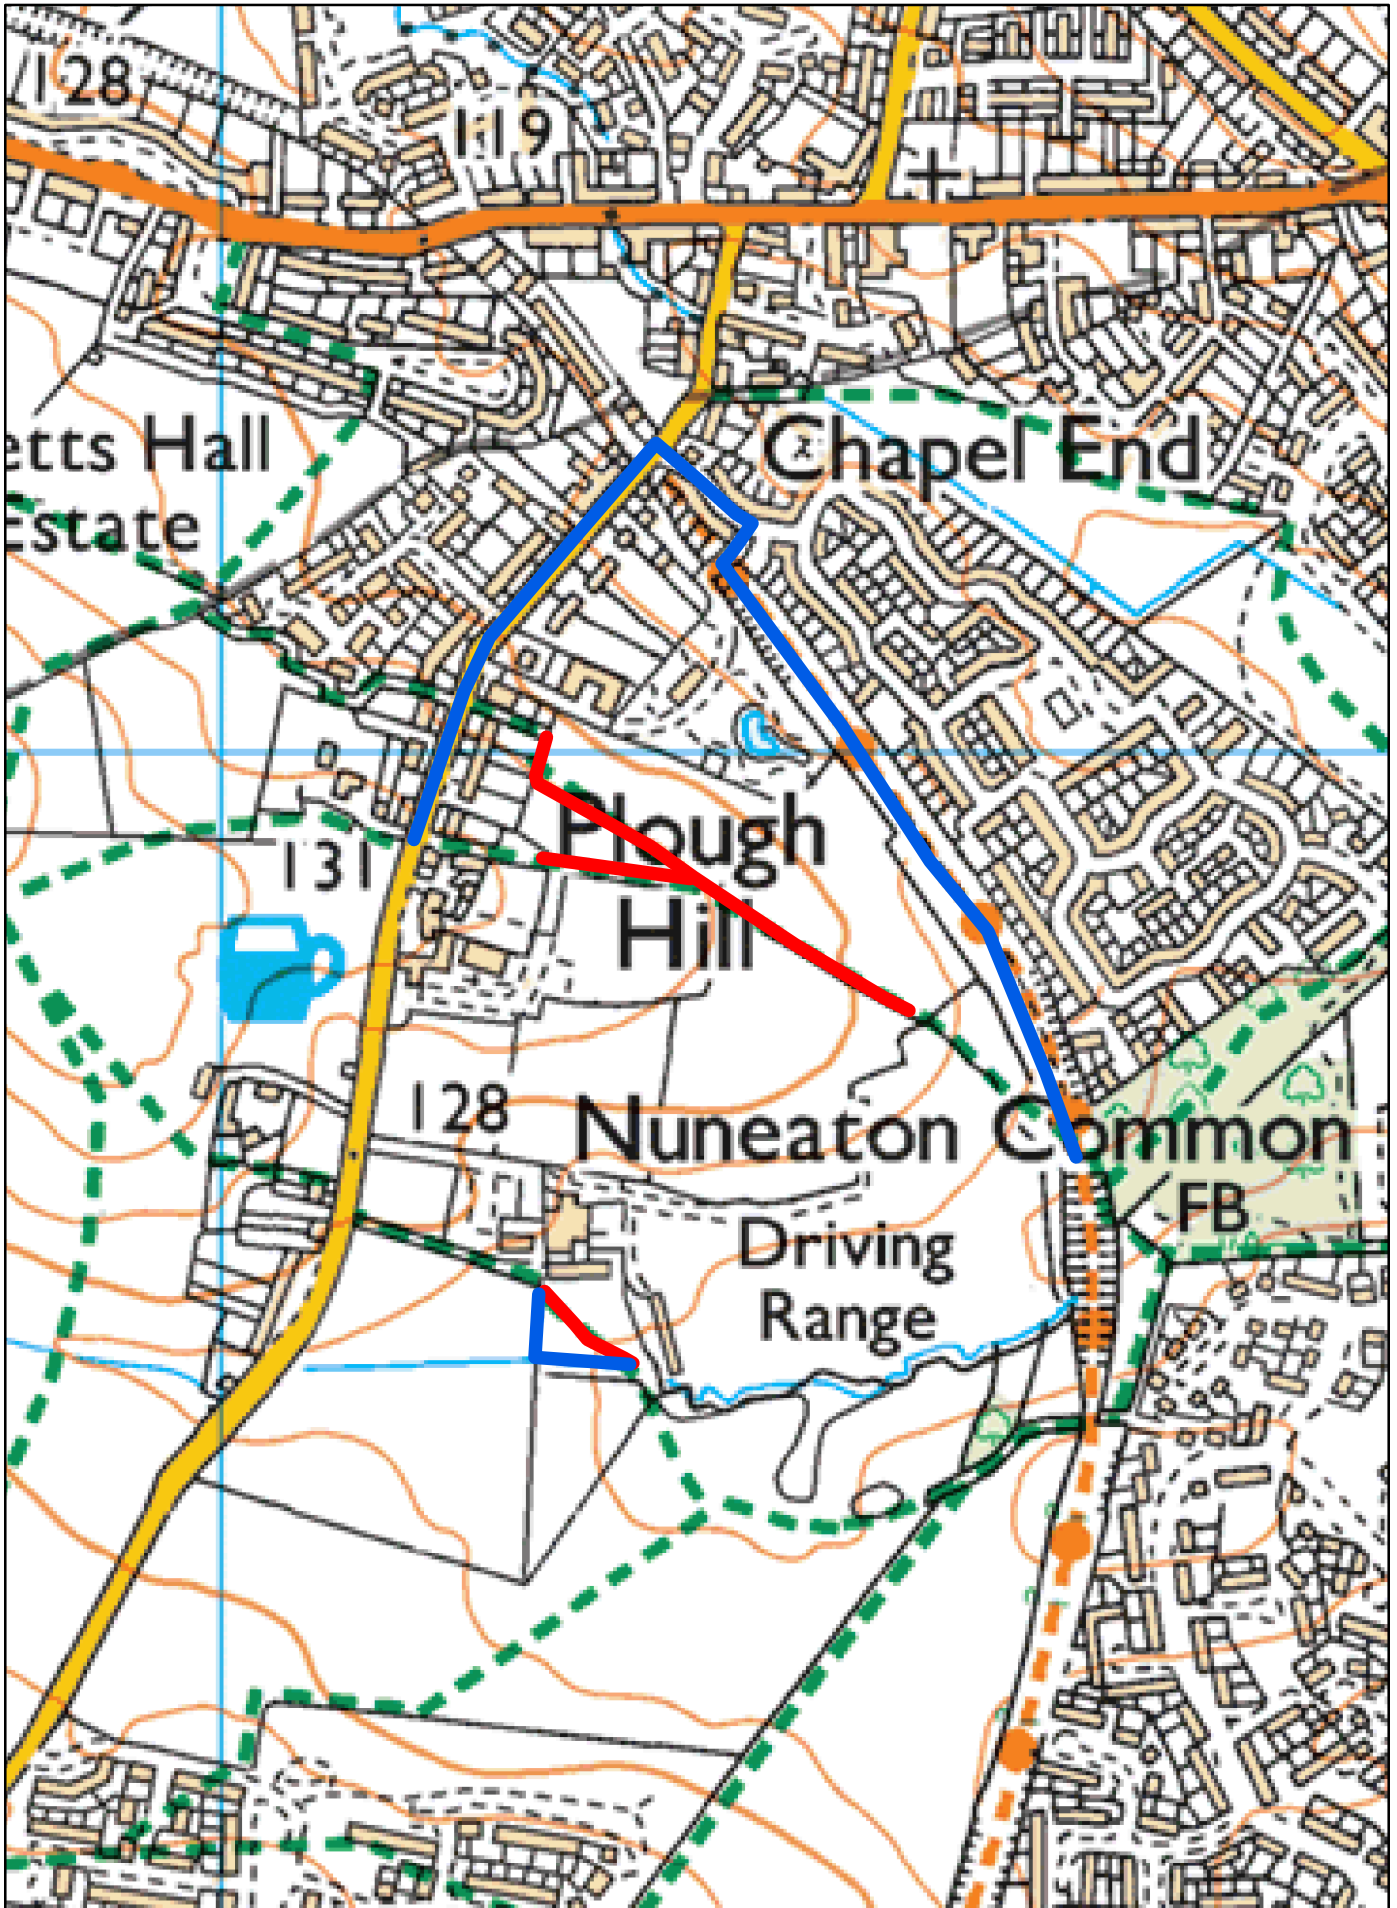 128
119
etts Hall
Estate
Chapel End
Plough
Hill
131
128
Nuneaton Common
FB
Driving
Range